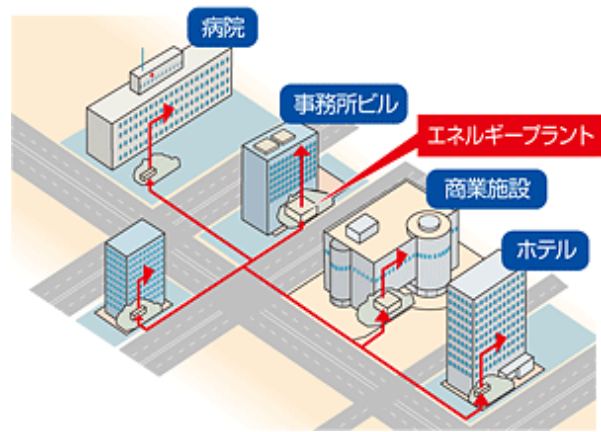 病院
事務所ビル
エネルギープラント
商業施設
ホテル